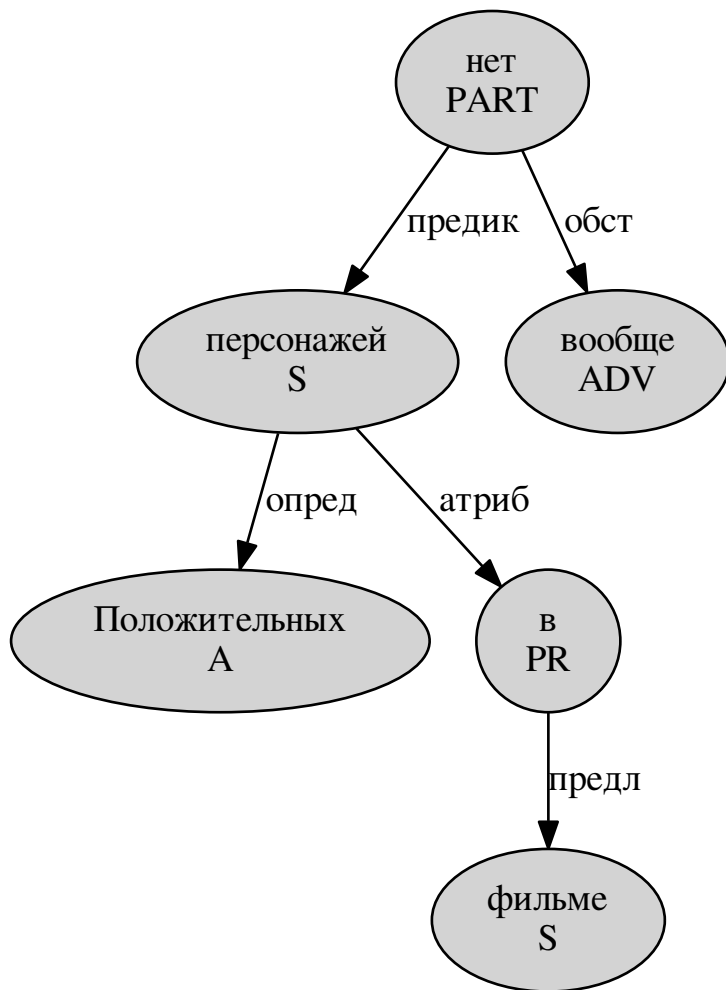 нет
PART
предик
обст
персонажей
S
вообще
ADV
опред
атриб
Положительных
A
в
PR
предл
фильме
S